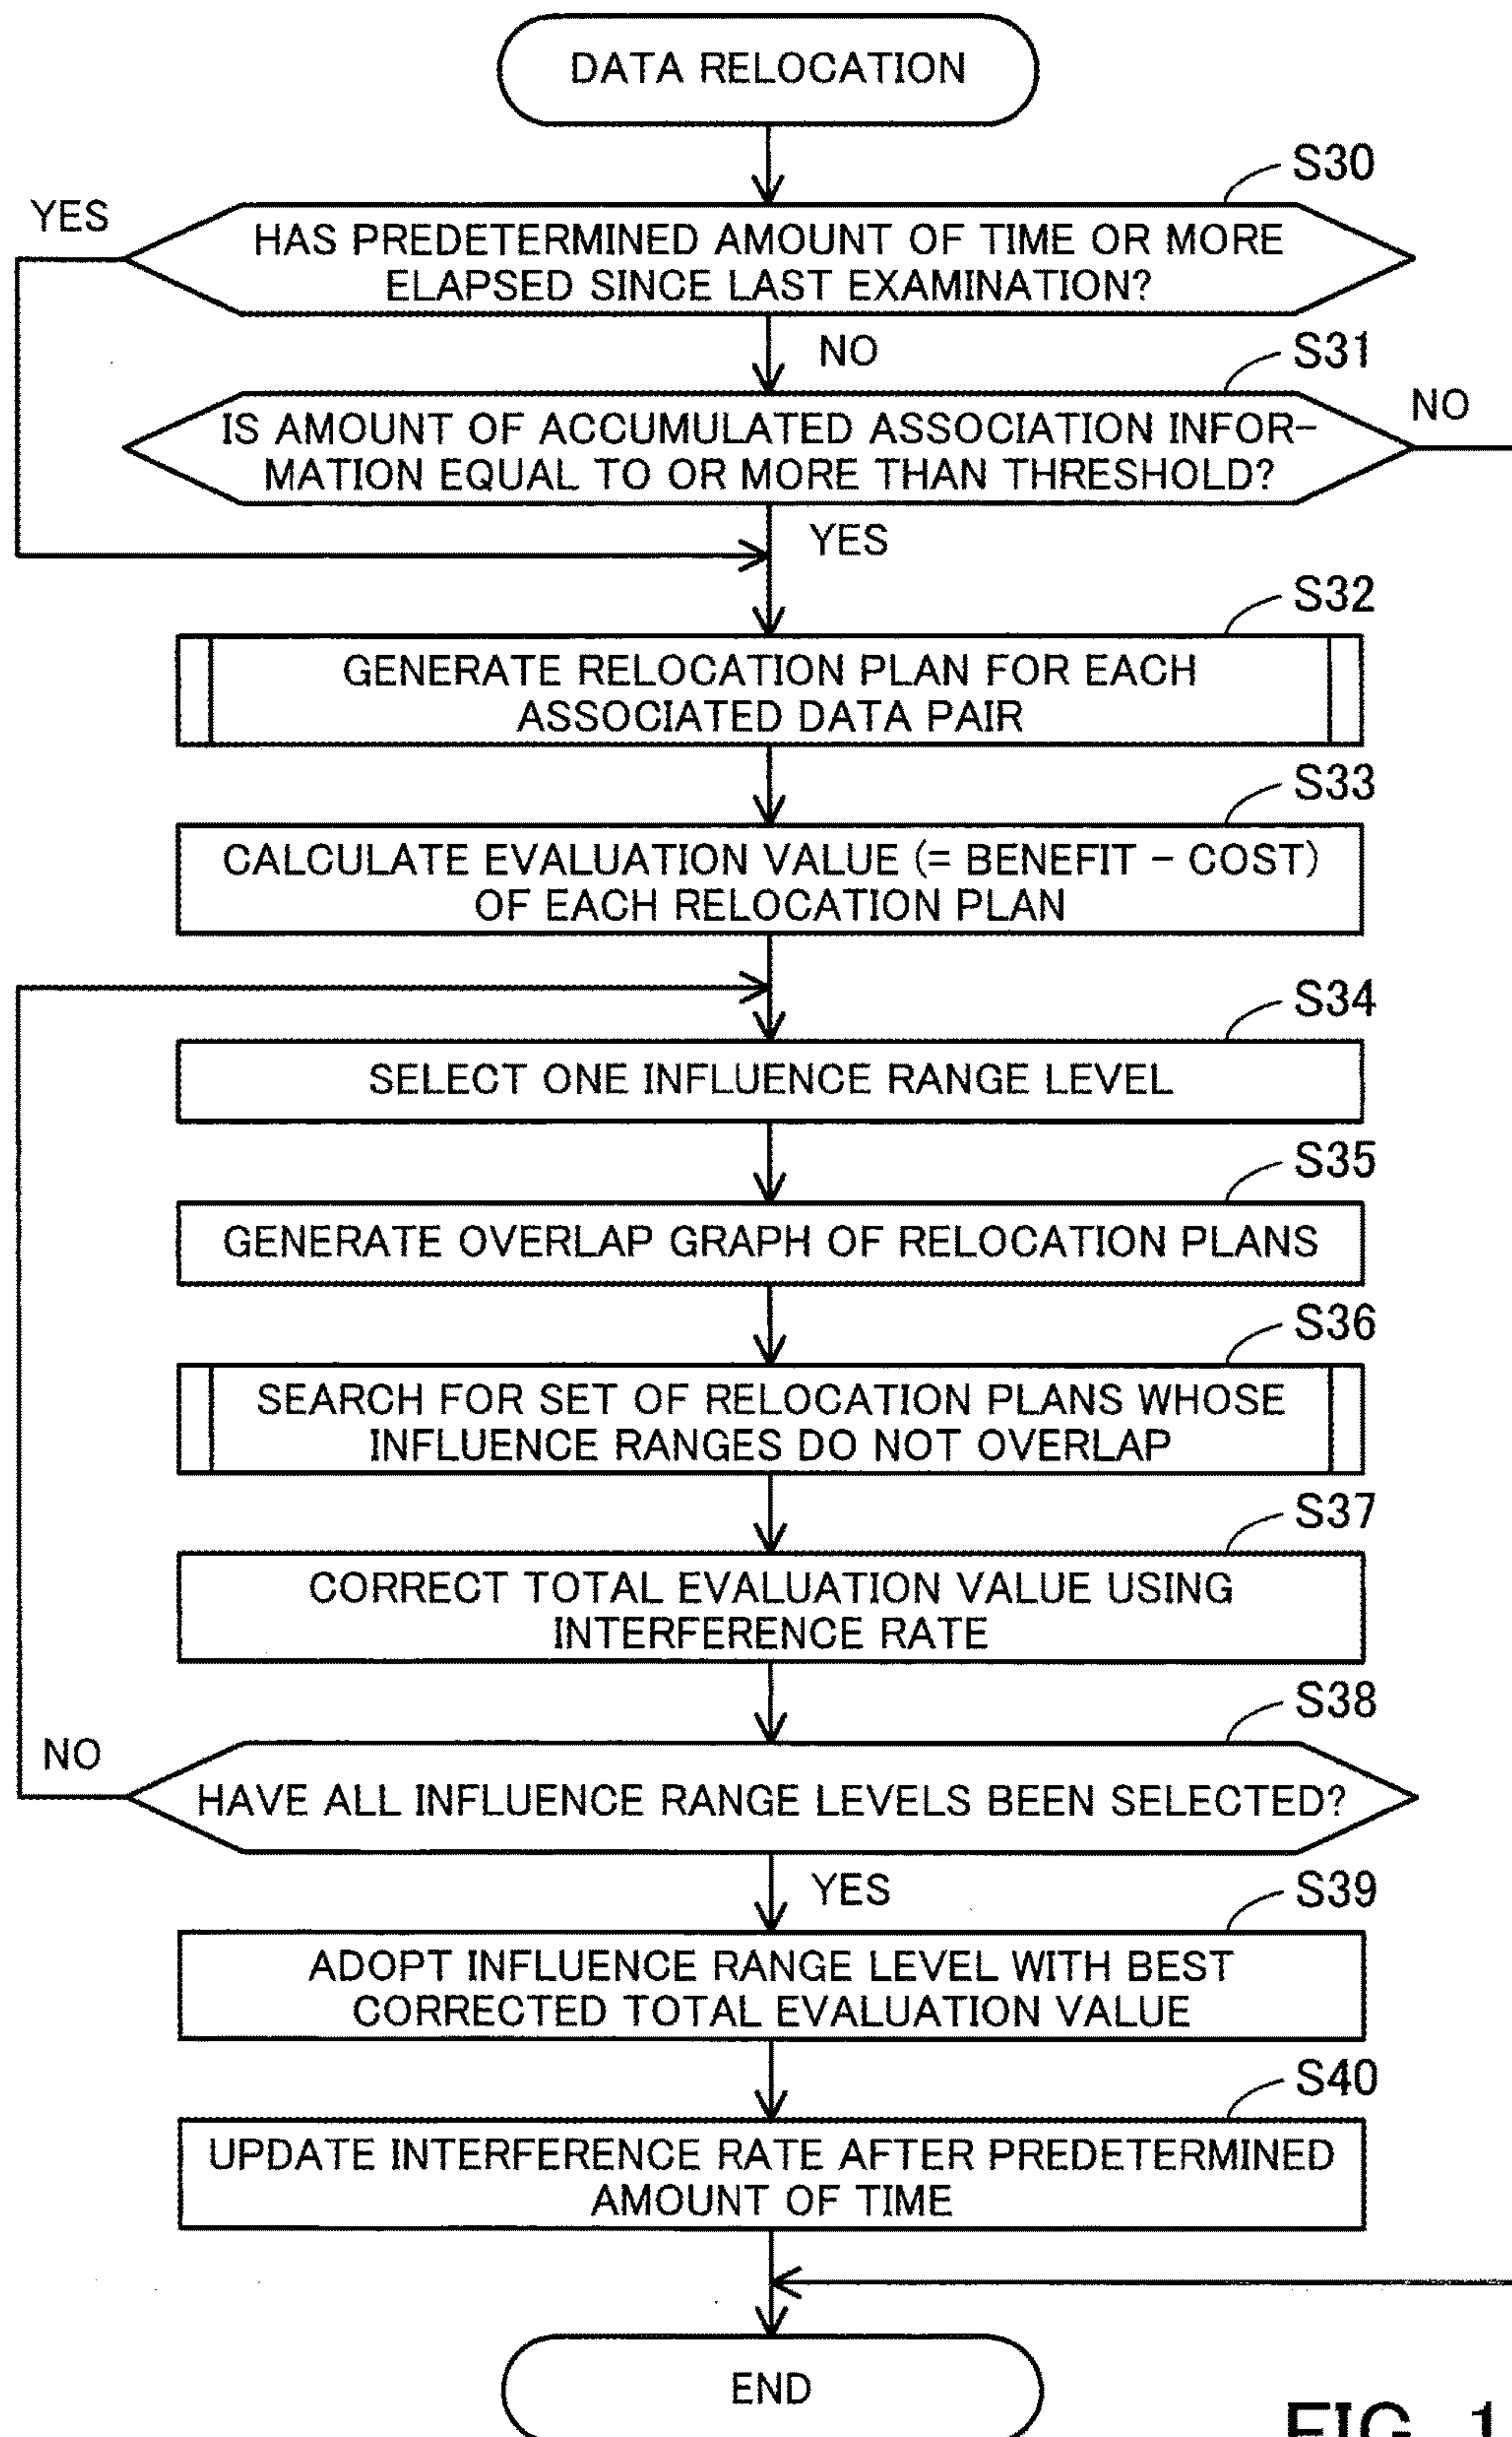 DATA RELOCATION
S30
YES
HAS PREDETERMINED AMOUNT OF TIME OR MORE
ELAPSED SINCE LAST EXAMINATION?
NO
S31
NO
IS AMOUNT OF ACCUMULATED ASSOCIATION INFOR-
MATION EQUAL TO OR MORE THAN THRESHOLD?
YES
S32
GENERATE RELOCATION PLAN FOR EACH
ASSOCIATED DATA PAIR
S33
CALCULATE EVALUATION VALUE (= BENEFIT - COST)
OF EACH RELOCATION PLAN
S34
SELECT ONE INFLUENCE RANGE LEVEL
S35
GENERATE OVERLAP GRAPH OF RELOCATION PLANS
S36
SEARCH FOR SET OF RELOCATION PLANS WHOSE
INFLUENCE RANGES DO NOT OVERLAP
S37
CORRECT TOTAL EVALUATION VALUE USING
INTERFERENCE RATE
S38
NO
HAVE ALL INFLUENCE RANGE LEVELS BEEN SELECTED?
YES
S39
ADOPT INFLUENCE RANGE LEVEL WITH BEST
CORRECTED TOTAL EVALUATION VALUE
S40
UPDATE INTERFERENCE RATE AFTER PREDETERMINED
AMOUNT OF TIME
END
FIG. 1